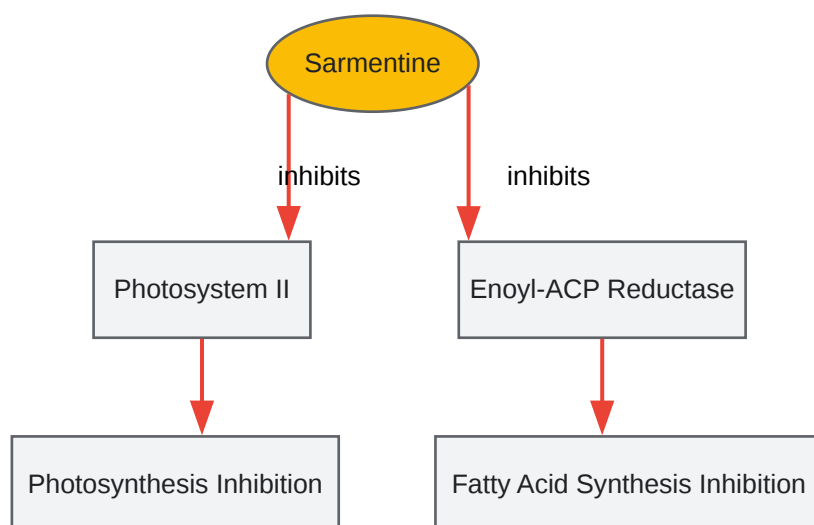 Sarmentine
inhibits
inhibits
Photosystem II
Enoyl-ACP Reductase
Photosynthesis Inhibition
Fatty Acid Synthesis Inhibition